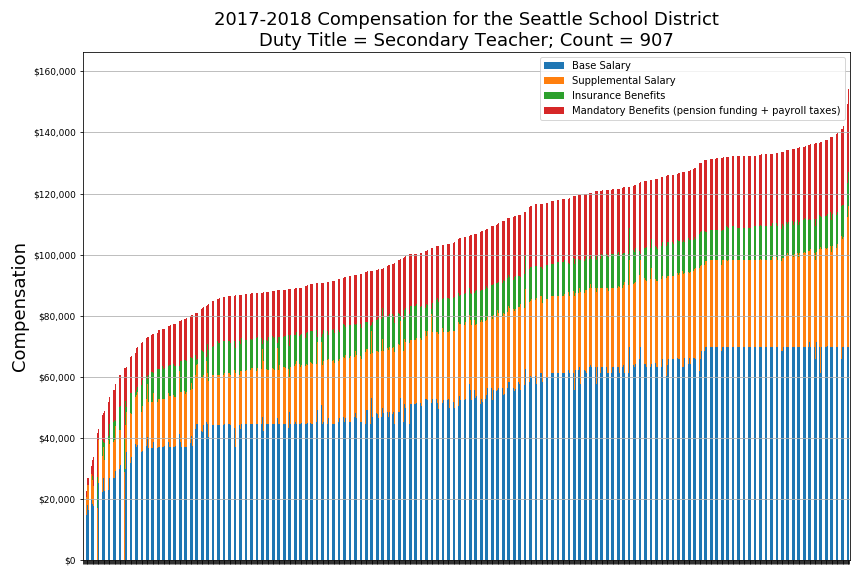 2017-2018 Compensation for the Seattle School District
Duty Title = Secondary Teacher; Count = 907
Base Salary
Supplemental Salary
Insurance Benefits
Mandatory Benefits (pension funding + payroll taxes)
$160,000
$140,000
$120,000
$100,000
$80,000
$60,000
$40,000
$20,000
$0
Compensation